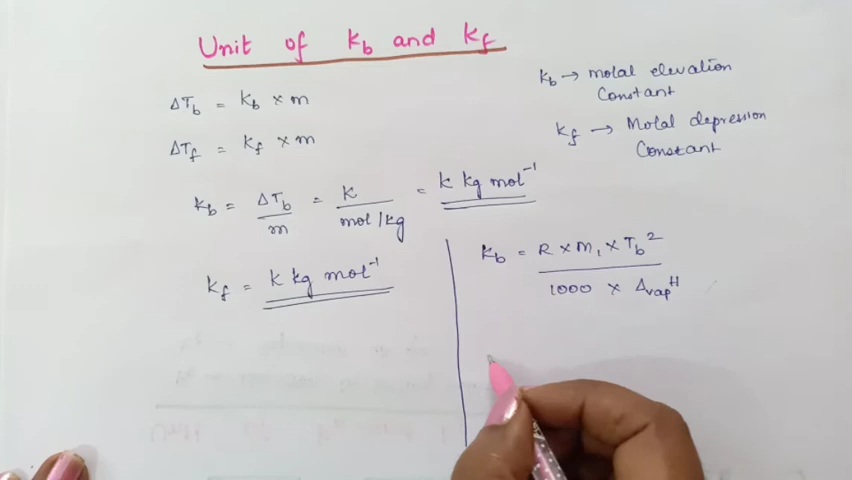 Unit of Kb and Kf
ΔTb = Kb × m
ΔTf = Kf × m
Kb → molal elevation
Constant
Kf → Molal depression
Constant
Kb = ΔTb / m = K / mol/kg = K kg mol⁻¹
Kf = K kg mol⁻¹
Kb = R × M₁ × Tb² / 1000 × ΔvapH